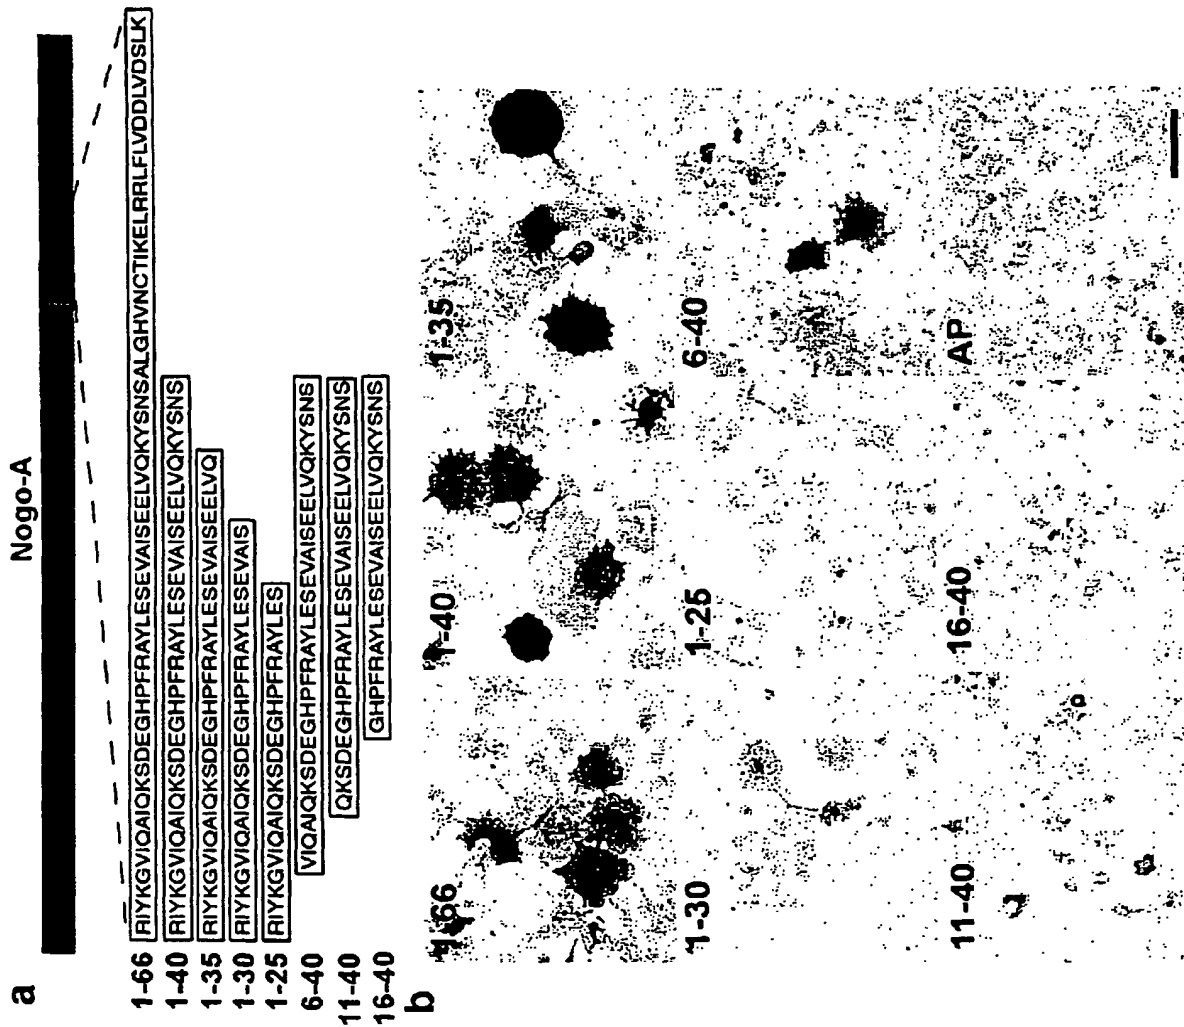 a
Nogo-A
1-66 RIYKGVIQAIQKSDEGHPFRAYLESEVAISEELVQKYSNSALGHVNCTIKELRRLFLVDDLVDSLK
1-40 RIYKGVIQAIQKSDEGHPFRAYLESEVAISEELVQKYSNS
1-35 RIYKGVIQAIQKSDEGHPFRAYLESEVAISEELVQ
1-30 RIYKGVIQAIQKSDEGHPFRAYLESEVAIS
1-25 RIYKGVIQAIQKSDEGHPFRAYLES
6-40 VIQAIQKSDEGHPFRAYLESEVAISEELVQKYSNS
11-40 QKSDEGHPFRAYLESEVAISEELVQKYSNS
16-40 GHPFRAYLESEVAISEELVQKYSNS
b
1-66 1-40 1-35
1-30 1-25 6-40
11-40 16-40 AP